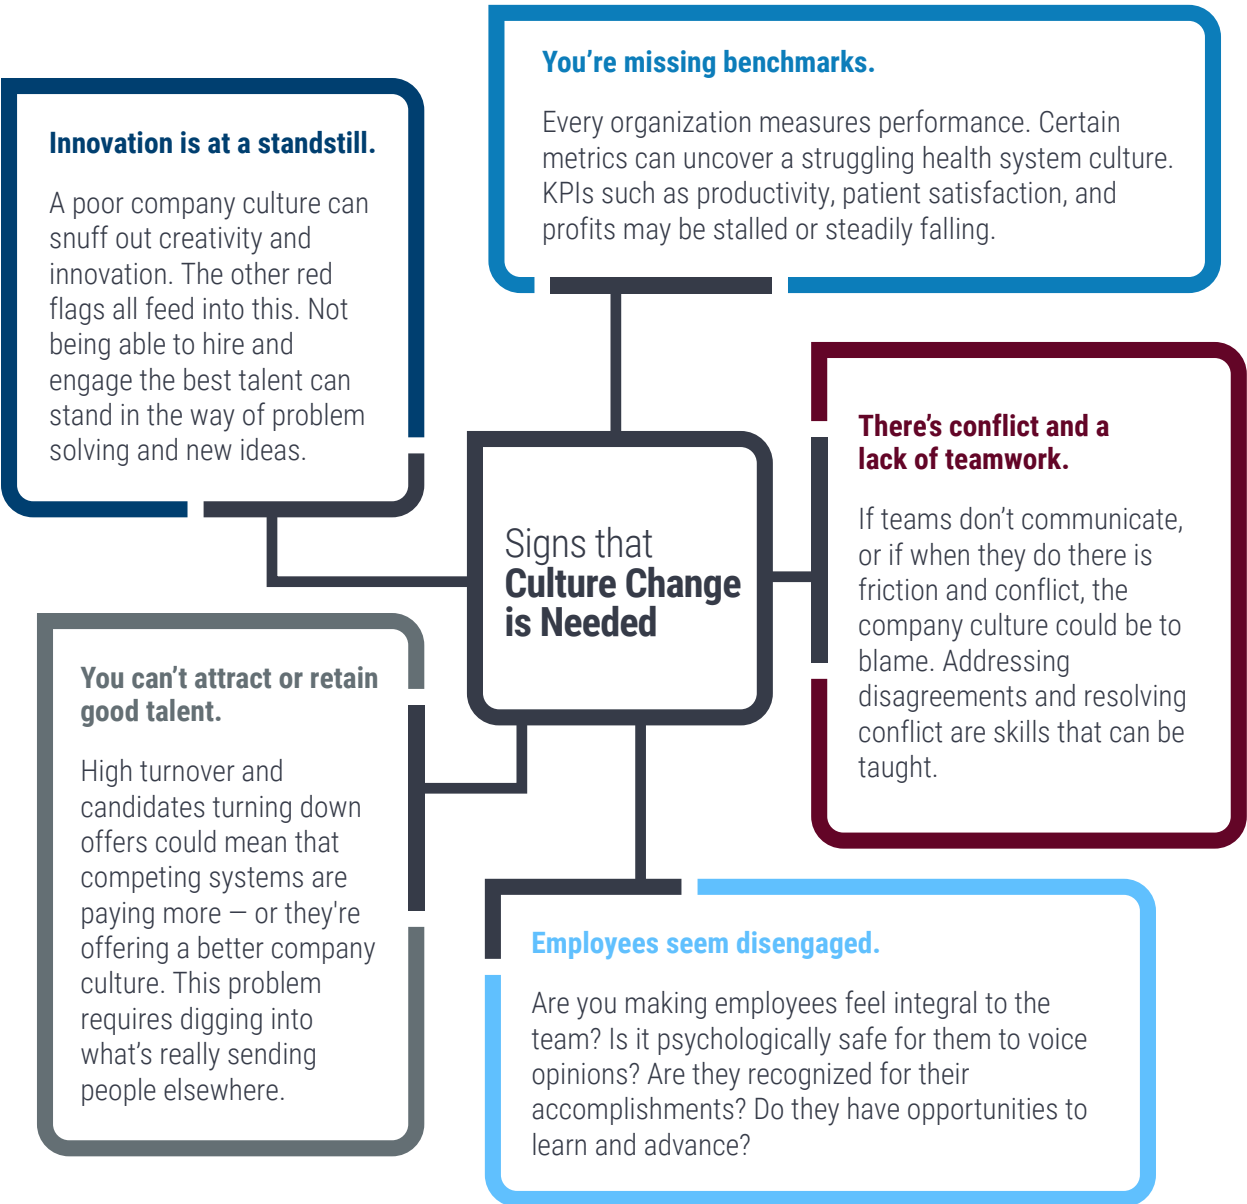 You're missing benchmarks.
Every organization measures performance. Certain
metrics can uncover a struggling health system culture.
KPIs such as productivity, patient satisfaction, and
profits may be stalled or steadily falling.
Innovation is at a standstill.
A poor company culture can
snuff out creativity and
innovation. The other red
flags all feed into this. Not
being able to hire and
engage the best talent can
stand in the way of problem
solving and new ideas.
There's conflict and a
lack of teamwork.
If teams don't communicate,
or if when they do there is
friction and conflict, the
company culture could be to
blame. Addressing
disagreements and resolving
conflict are skills that can be
taught.
Signs that
Culture Change
is Needed
You can't attract or retain
good talent.
High turnover and
candidates turning down
offers could mean that
competing systems are
paying more — or they're
offering a better company
culture. This problem
requires digging into
what's really sending
people elsewhere.
Employees seem disengaged.
Are you making employees feel integral to the
team? Is it psychologically safe for them to voice
opinions? Are they recognized for their
accomplishments? Do they have opportunities to
learn and advance?